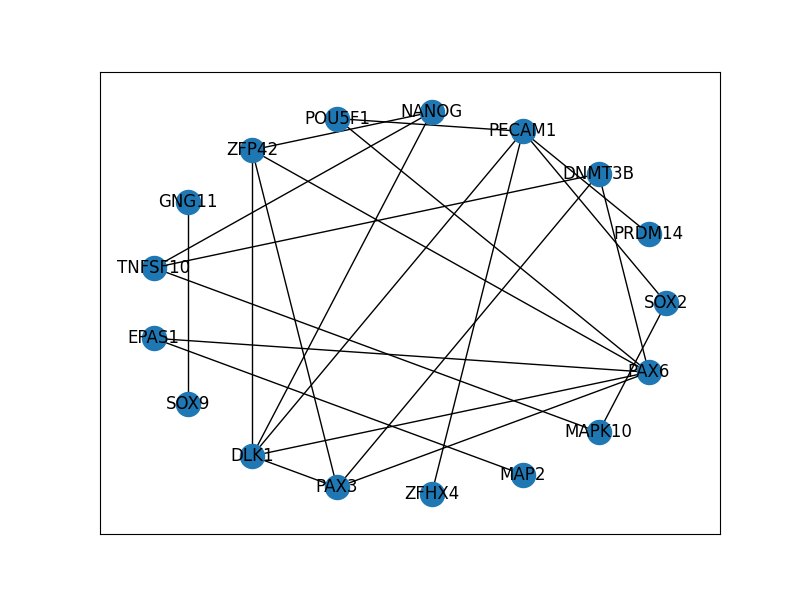 NANOG
POU5F1
PECAM1
ZFP42
DNMT3B
GNG11
PRDM14
TNFSF10
SOX2
EPAS1
PAX6
SOX9
MAPK10
DLK1
MAP2
PAX3
ZFHX4